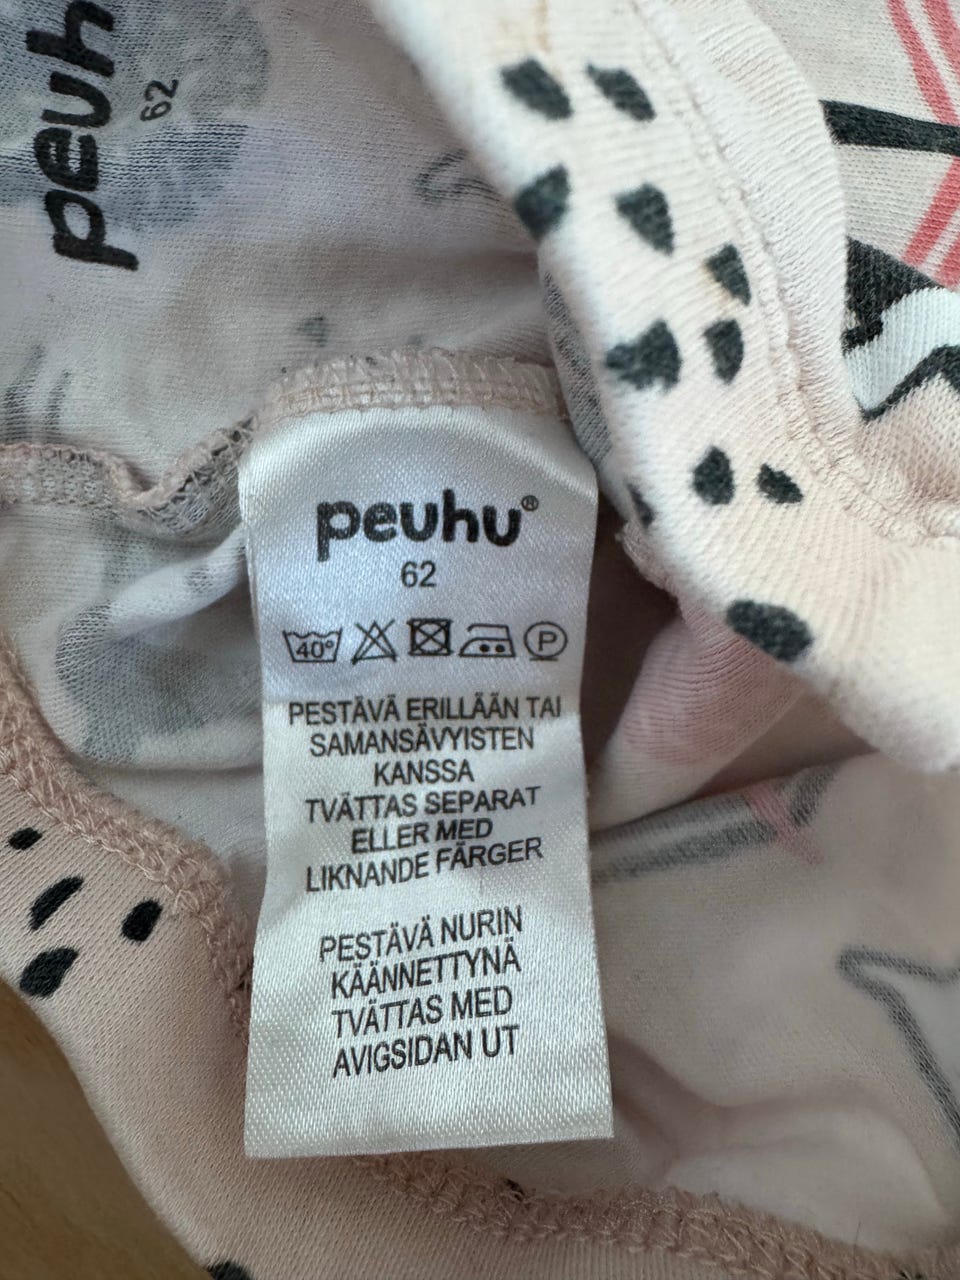 peuh
62
peuhu®
62
40°
P
PESTÄVÄ ERILLÄÄN TAI
SAMANSÄVYISTEN
KANSSA
TVÄTTAS SEPARAT
ELLER MED
LIKNANDE FÄRGER
PESTÄVÄ NURIN
KÄÄNNETTYNÄ
TVÄTTAS MED
AVIGSIDAN UT